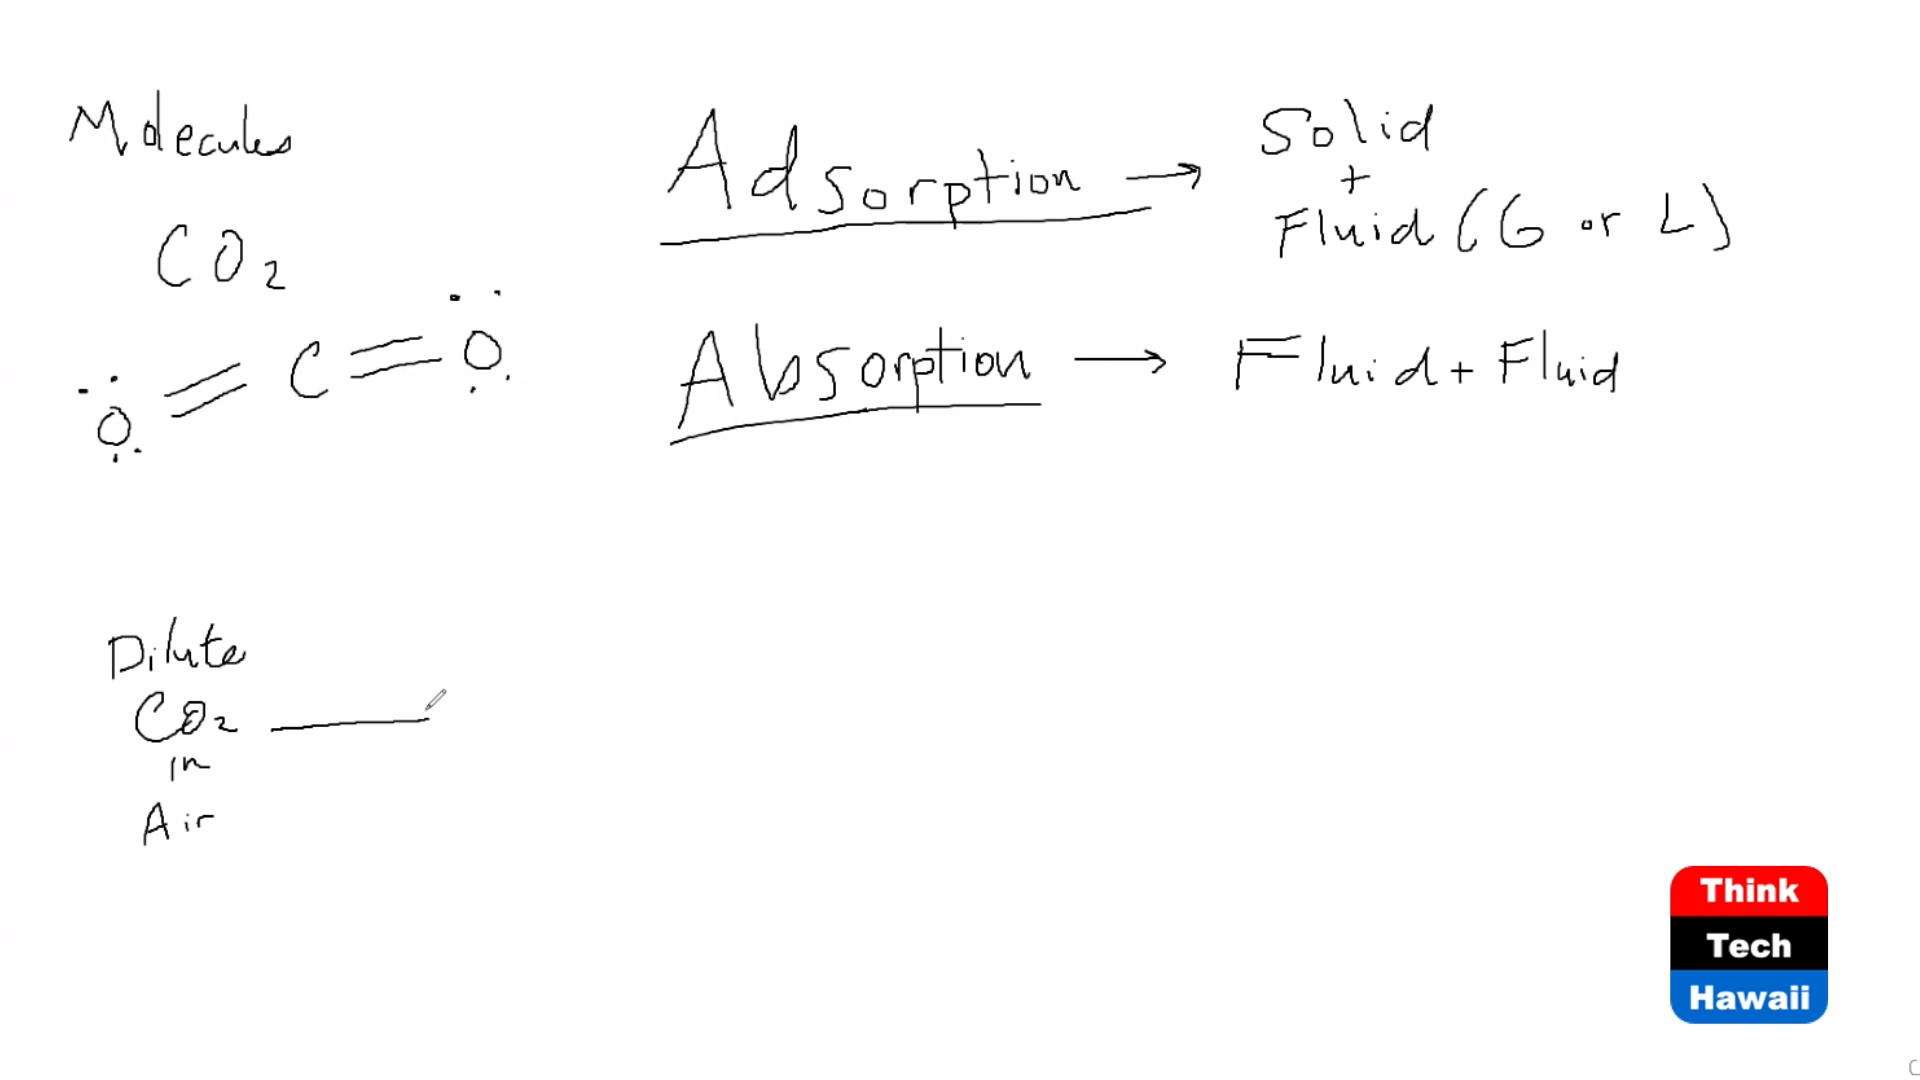 Molecules
CO2
O = C = O
Adsorption → Solid
+
Fluid (G or L)
Absorption → Fluid + Fluid
Dilute
CO2
in
Air
Think
Tech
Hawaii